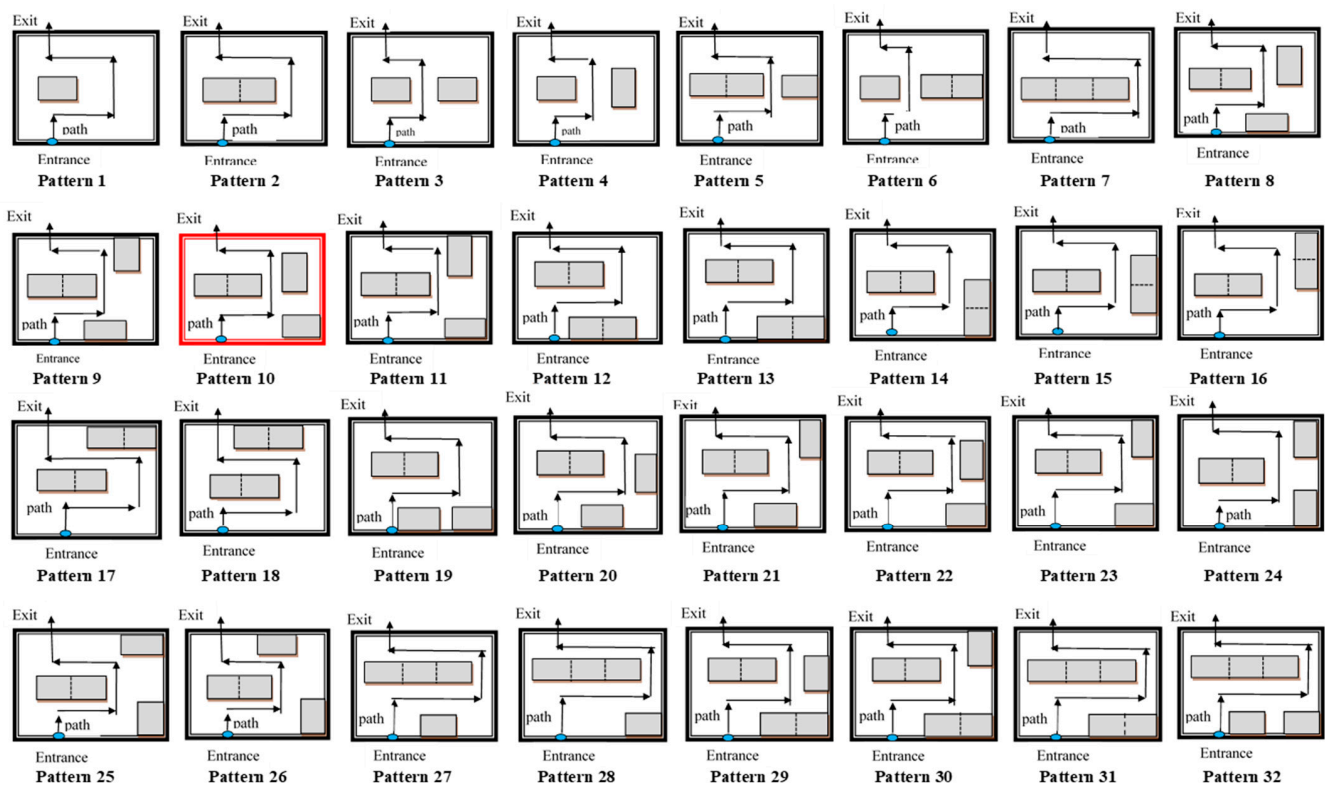 Exit Exit Exit Exit Exit Exit Exit Exit
path path path path path path path path
Entrance Entrance Entrance Entrance Entrance Entrance Entrance Entrance
Pattern 1 Pattern 2 Pattern 3 Pattern 4 Pattern 5 Pattern 6 Pattern 7 Pattern 8
Exit Exit Exit Exit Exit Exit Exit Exit
path path path path path path path path
Entrance Entrance Entrance Entrance Entrance Entrance Entrance Entrance
Pattern 9 Pattern 10 Pattern 11 Pattern 12 Pattern 13 Pattern 14 Pattern 15 Pattern 16
Exit Exit Exit Exit Exit Exit Exit Exit
path path path path path path path path
Entrance Entrance Entrance Entrance Entrance Entrance Entrance Entrance
Pattern 17 Pattern 18 Pattern 19 Pattern 20 Pattern 21 Pattern 22 Pattern 23 Pattern 24
Exit Exit Exit Exit Exit Exit Exit Exit
path path path path path path path path
Entrance Entrance Entrance Entrance Entrance Entrance Entrance Entrance
Pattern 25 Pattern 26 Pattern 27 Pattern 28 Pattern 29 Pattern 30 Pattern 31 Pattern 32